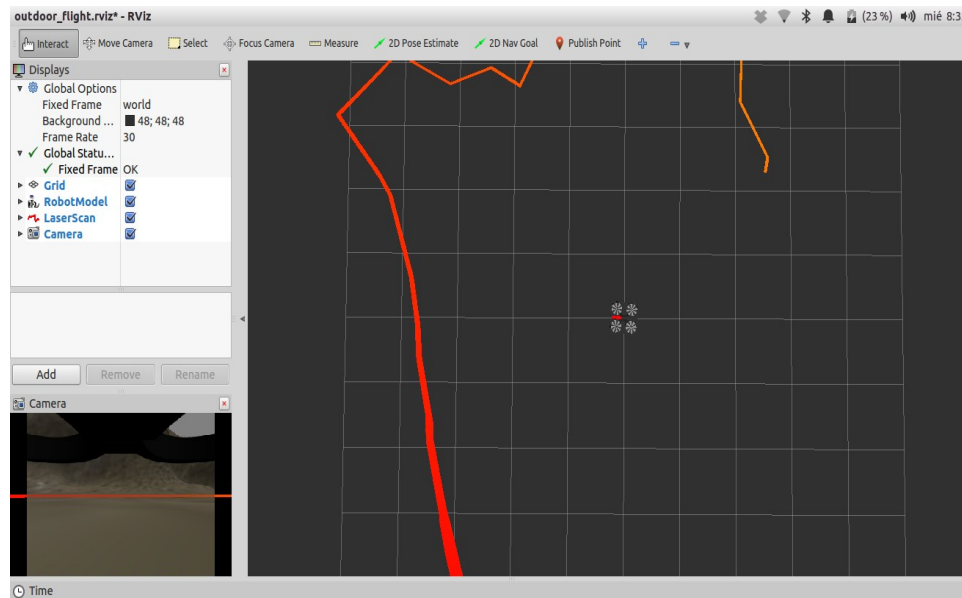 outdoor_flight.rviz* - RViz
(23 %) mié 8:3
Interact Move Camera Select Focus Camera Measure 2D Pose Estimate 2D Nav Goal Publish Point
Displays
Global Options
Fixed Frame world
Background ... 48; 48; 48
Frame Rate 30
Global Statu...
Fixed Frame OK
Grid
RobotModel
LaserScan
Camera
Add Remove Rename
Camera
Time